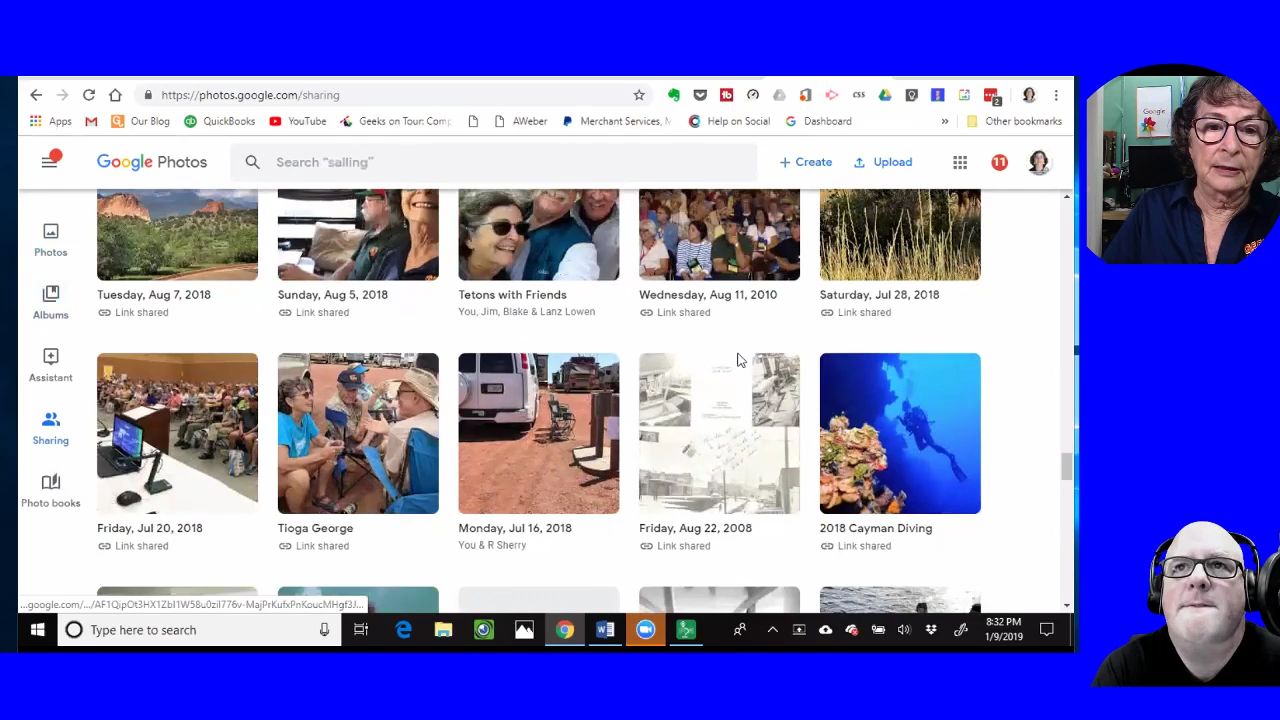 https://photos.google.com/sharing
2
Apps
Our Blog
QuickBooks
YouTube
Geeks on Tour: Com
AWeber
Merchant Services,
Help on Social
Dashboard
»
Other bookmarks
Google Photos
Search "sailing"
+ Create
Upload
11
Photos
Albums
Assistant
Sharing
Photo books
Tuesday, Aug 7, 2018
Link shared
Sunday, Aug 5, 2018
Link shared
Tetons with Friends
You, Jim, Blake & Lanz Lowen
Wednesday, Aug 11, 2010
Link shared
Saturday, Jul 28, 2018
Link shared
Friday, Jul 20, 2018
Link shared
Tioga George
Link shared
Monday, Jul 16, 2018
You & R Sherry
Friday, Aug 22, 2008
Link shared
2018 Cayman Diving
Link shared
Type here to search
8:32 PM
1/9/2019
Google